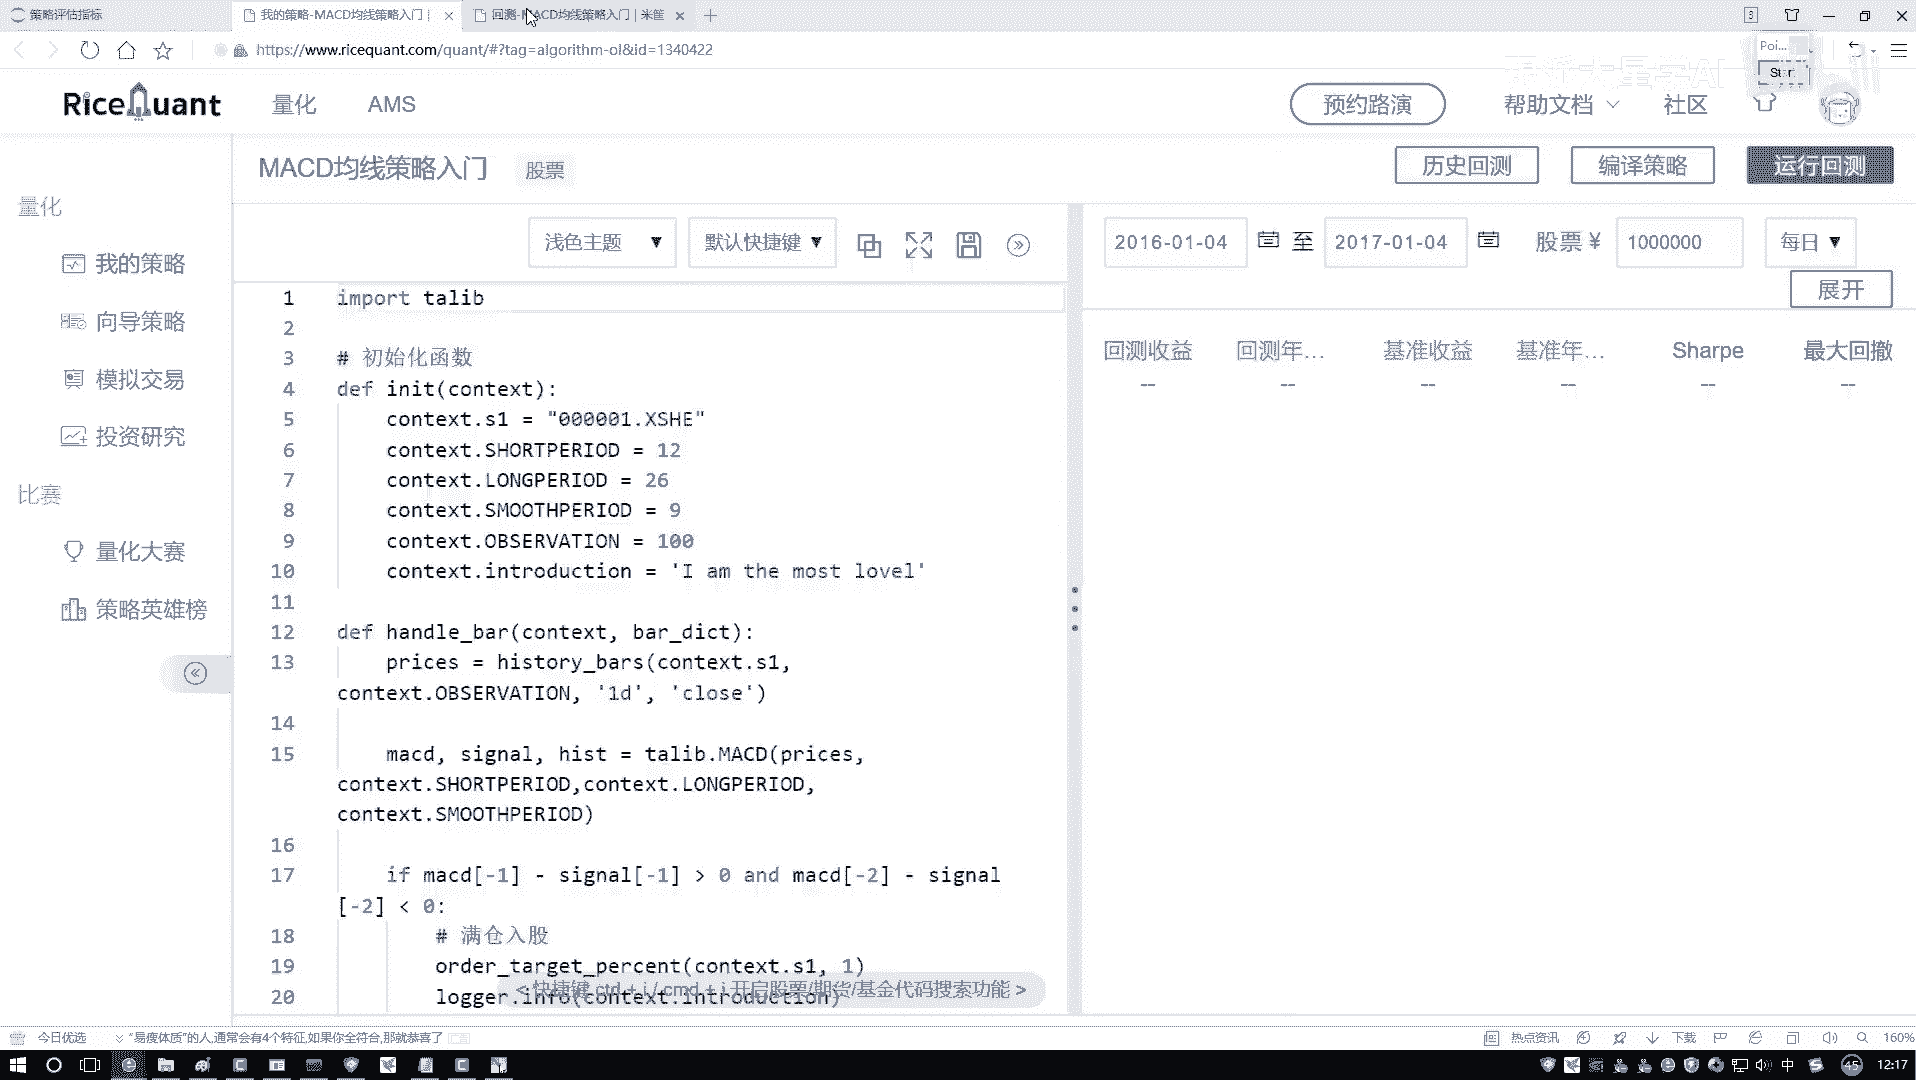 策略评估指标
我的策略-MACD均线策略入门 |
回测-MACD均线策略入门 | 米筐
https://www.ricequant.com/quant/#?tag=algorithm-ol&id=1340422
Poi...
Star
RiceQuant
量化
AMS
预约路演
帮助文档
社区
MACD均线策略入门
股票
历史回测
编译策略
运行回测
量化
我的策略
向导策略
模拟交易
投资研究
比赛
量化大赛
策略英雄榜
浅色主题
默认快捷键
2016-01-04 至 2017-01-04
股票 ¥ 1000000
每日
展开
回测收益 回测年… 基准收益 基准年… Sharpe 最大回撤
-- -- -- -- -- --
1 import talib
2
3 # 初始化函数
4 def init(context):
5 context.s1 = "000001.XSHE"
6 context.SHORTPERIOD = 12
7 context.LONGPERIOD = 26
8 context.SMOOTHPERIOD = 9
9 context.OBSERVATION = 100
10 context.introduction = 'I am the most lovel'
11
12 def handle_bar(context, bar_dict):
13 prices = history_bars(context.s1,
context.OBSERVATION, '1d', 'close')
14
15 macd, signal, hist = talib.MACD(prices,
context.SHORTPERIOD,context.LONGPERIOD,
context.SMOOTHPERIOD)
16
17 if macd[-1] - signal[-1] > 0 and macd[-2] - signal
[-2] < 0:
18 # 满仓入股
19 order_target_percent(context.s1, 1)
20 logger.info(context.introduction)
< 快捷键 ctrl + i / cmd + i 开启股票/期货/基金代码搜索功能 >
今日优选
“易瘦体质”的人,通常会有4个特征,如果你全符合,那就恭喜了
热点资讯
下载
160%
中
45
12:17